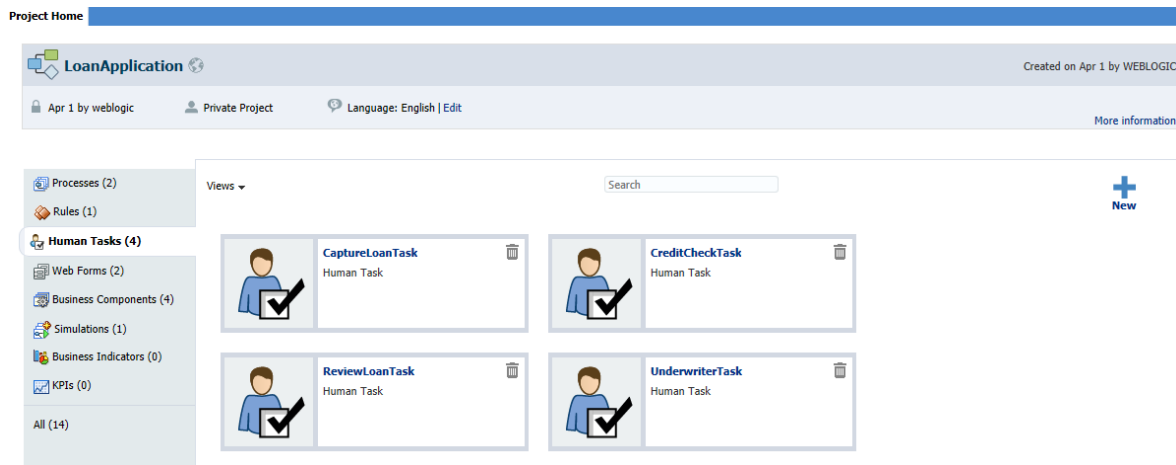 Project Home
LoanApplication
Created on Apr 1 by WEBLOGIC
Apr 1 by weblogic
Private Project
Language: English | Edit
More information
Processes (2)
Rules (1)
Human Tasks (4)
Web Forms (2)
Business Components (4)
Simulations (1)
Business Indicators (0)
KPIs (0)
All (14)
Views
Search
New
CaptureLoanTask
Human Task
CreditCheckTask
Human Task
ReviewLoanTask
Human Task
UnderwriterTask
Human Task